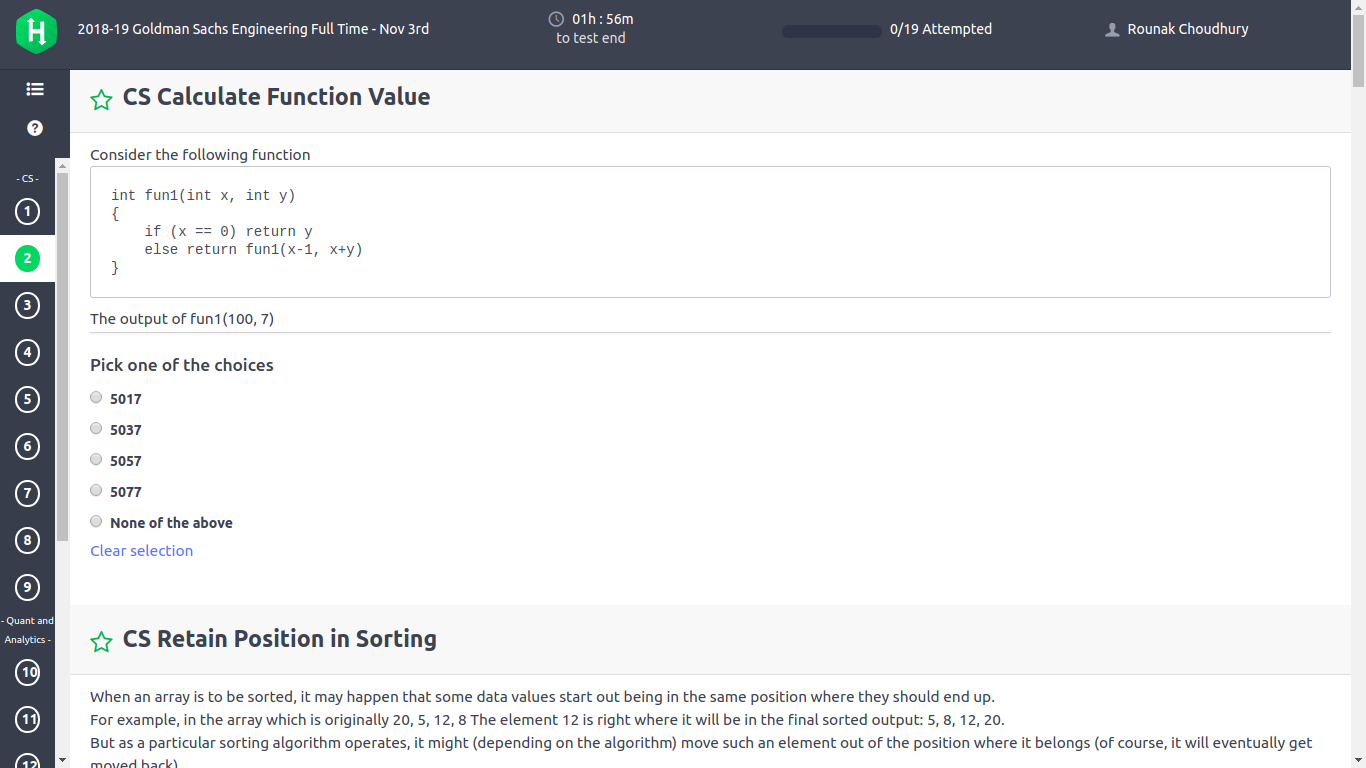 2018-19 Goldman Sachs Engineering Full Time - Nov 3rd
01h : 56m
to test end
0/19 Attempted
Rounak Choudhury
- CS -
1
2
3
4
5
6
7
8
9
- Quant and
Analytics -
10
11
12
CS Calculate Function Value
Consider the following function
int fun1(int x, int y)
{
    if (x == 0) return y
    else return fun1(x-1, x+y)
}
The output of fun1(100, 7)
Pick one of the choices
5017
5037
5057
5077
None of the above
Clear selection
CS Retain Position in Sorting
When an array is to be sorted, it may happen that some data values start out being in the same position where they should end up.
For example, in the array which is originally 20, 5, 12, 8 The element 12 is right where it will be in the final sorted output: 5, 8, 12, 20.
But as a particular sorting algorithm operates, it might (depending on the algorithm) move such an element out of the position where it belongs (of course, it will eventually get
moved back)